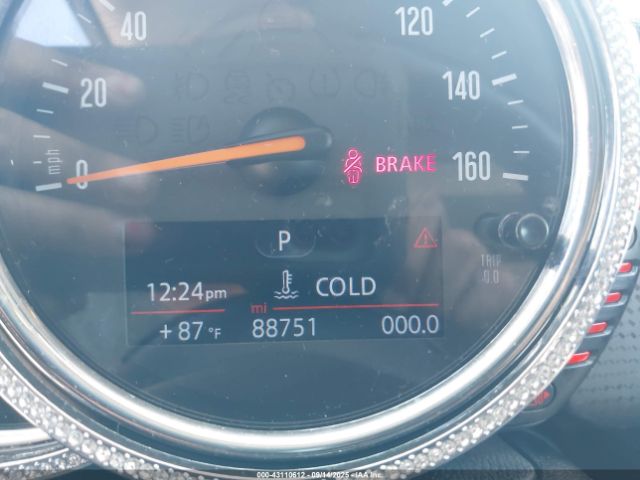 40
120
20
140
mph
0
BRAKE
160
P
TRIP
0.0
12:24pm
COLD
mi
+87°F
88751
000.0
000-43110612 - 09/14/2025 - IAA